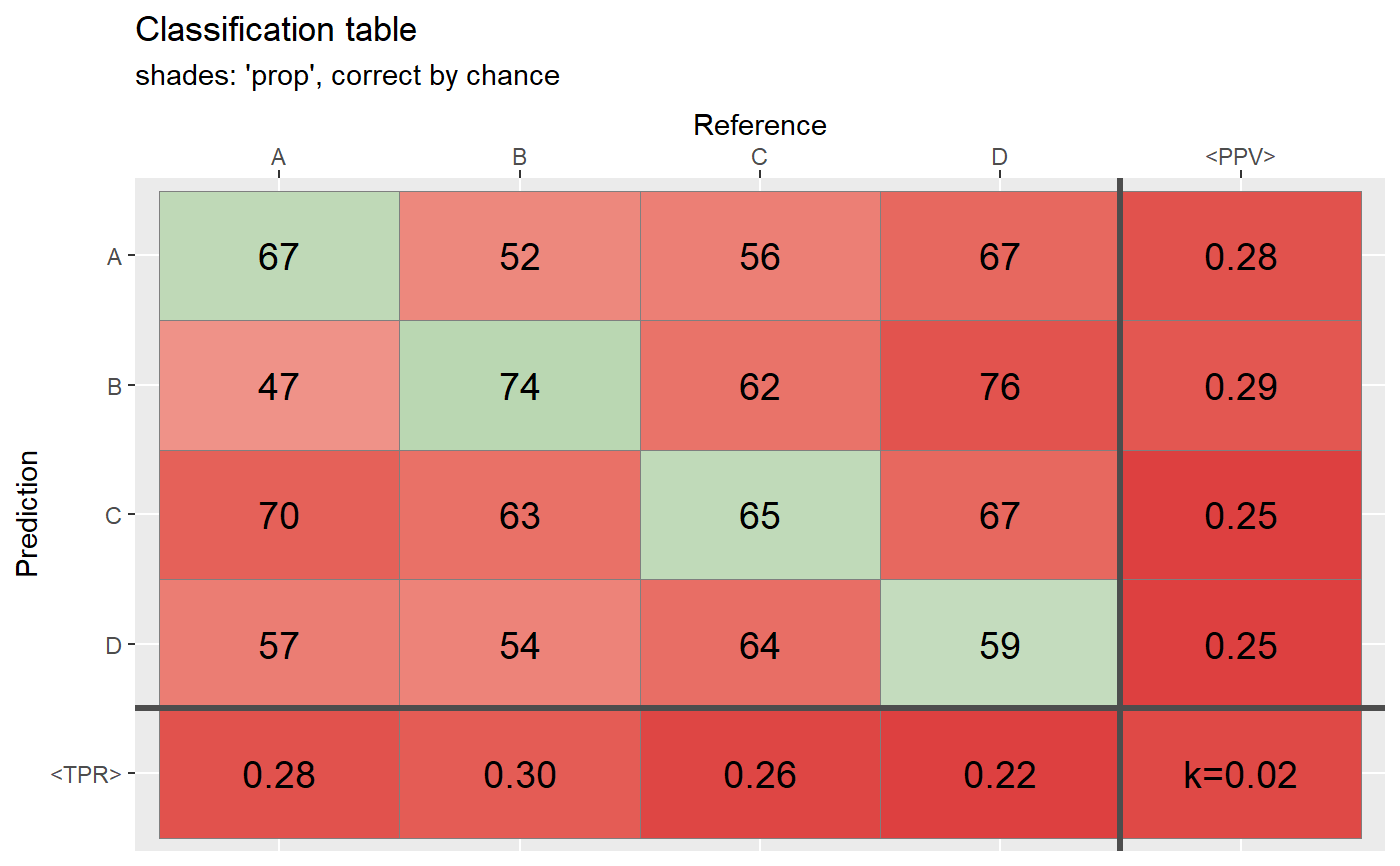 Classification table
shades: 'prop', correct by chance
Reference
A B C D <PPV>
A 67 52 56 67 0.28
B 47 74 62 76 0.29
Prediction
C 70 63 65 67 0.25
D 57 54 64 59 0.25
<TPR> 0.28 0.30 0.26 0.22 k=0.02